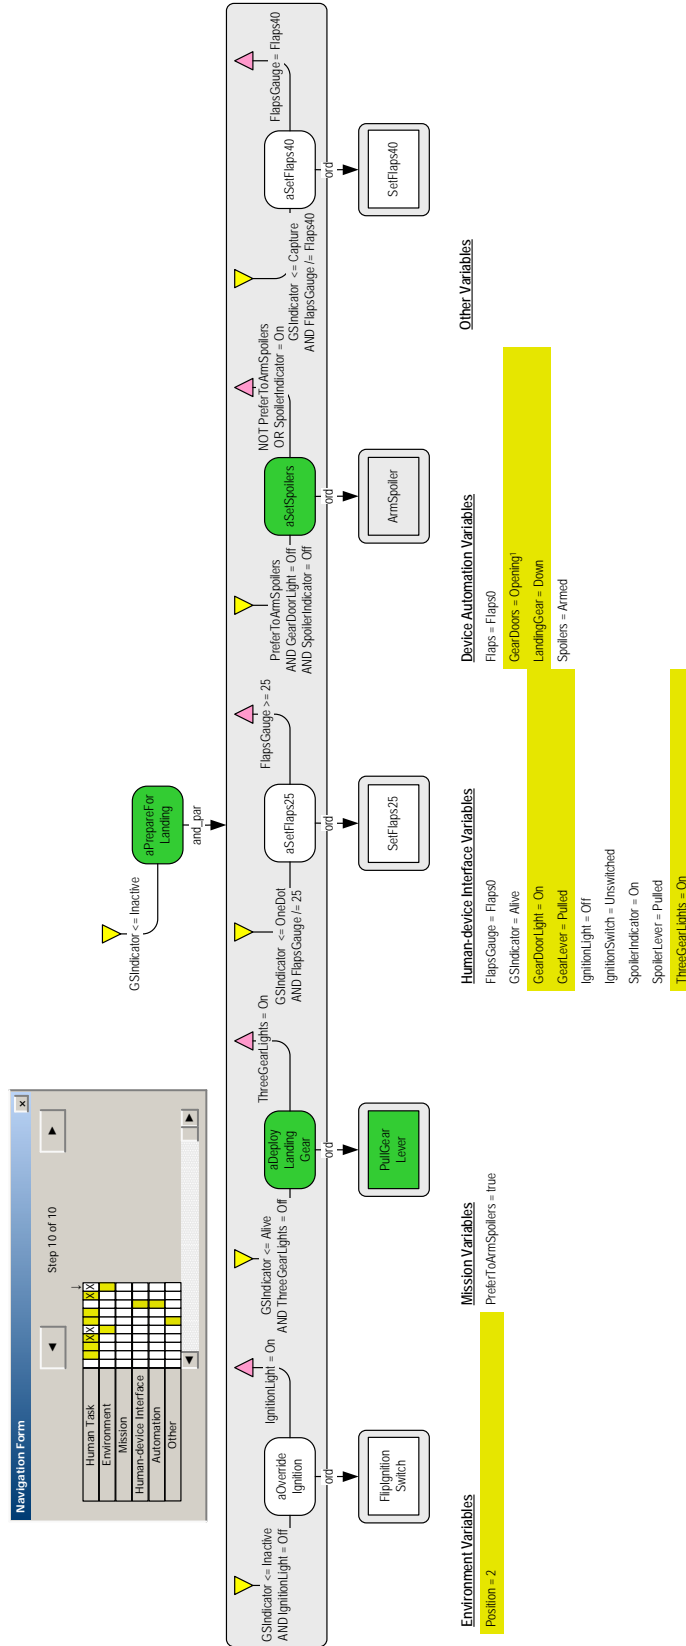 Navigation Form
×
Step 10 of 10
◄
►
↓
Human Task
X
X
X
X
Environment
Mission
Human-device Interface
Automation
Other
◄
►
GSIndicator <= Inactive
aPrepareFor
Landing
and_par
GSIndicator <= Inactive
AND IgnitionLight = Off
aOverride
Ignition
IgnitionLight = On
ord
FlipIgnition
Switch
GSIndicator <= Alive
AND ThreeGearLights = Off
aDeploy
Landing
Gear
ThreeGearLights = On
ord
PullGear
Lever
GSIndicator <= OneDot
AND FlapsGauge /= 25
aSetFlaps25
FlapsGauge >= 25
ord
SetFlaps25
PreferToArmSpoilers
AND GearDoorLight = Off
AND SpoilerIndicator = Off
aSetSpoilers
NOT PreferToArmSpoilers
OR SpoilerIndicator = On
ord
ArmSpoiler
GSIndicator <= Capture
AND FlapsGauge /= Flaps40
aSetFlaps40
FlapsGauge = Flaps40
ord
SetFlaps40
Environment Variables
Position = 2
Mission Variables
PreferToArmSpoilers = true
Human-device Interface Variables
FlapsGauge = Flaps0
GSIndicator = Alive
GearDoorLight = On
GearLever = Pulled
IgnitionLight = Off
IgnitionSwitch = Unswitched
SpoilerIndicator = On
SpoilerLever = Pulled
ThreeGearLights = On
Device Automation Variables
Flaps = Flaps0
GearDoors = Opening¹
LandingGear = Down
Spoilers = Armed
Other Variables